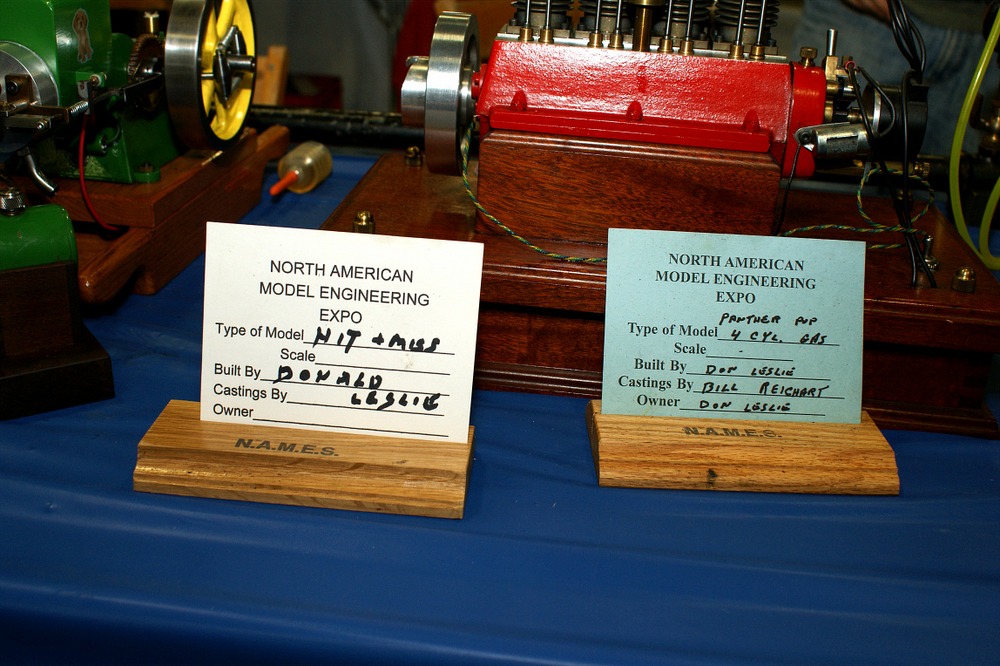 NORTH AMERICAN
MODEL ENGINEERING
EXPO
Type of Model HIT + MISS
Scale
Built By DONALD
Castings By LESLIE
Owner
N.A.M.E.S.
NORTH AMERICAN
MODEL ENGINEERING
EXPO
PANTHER PUP
Type of Model 4 CYL. GAS
Scale -
Built By DON LESLIE
Castings By BILL REICHART
Owner DON LESLIE
N.A.M.E.S.